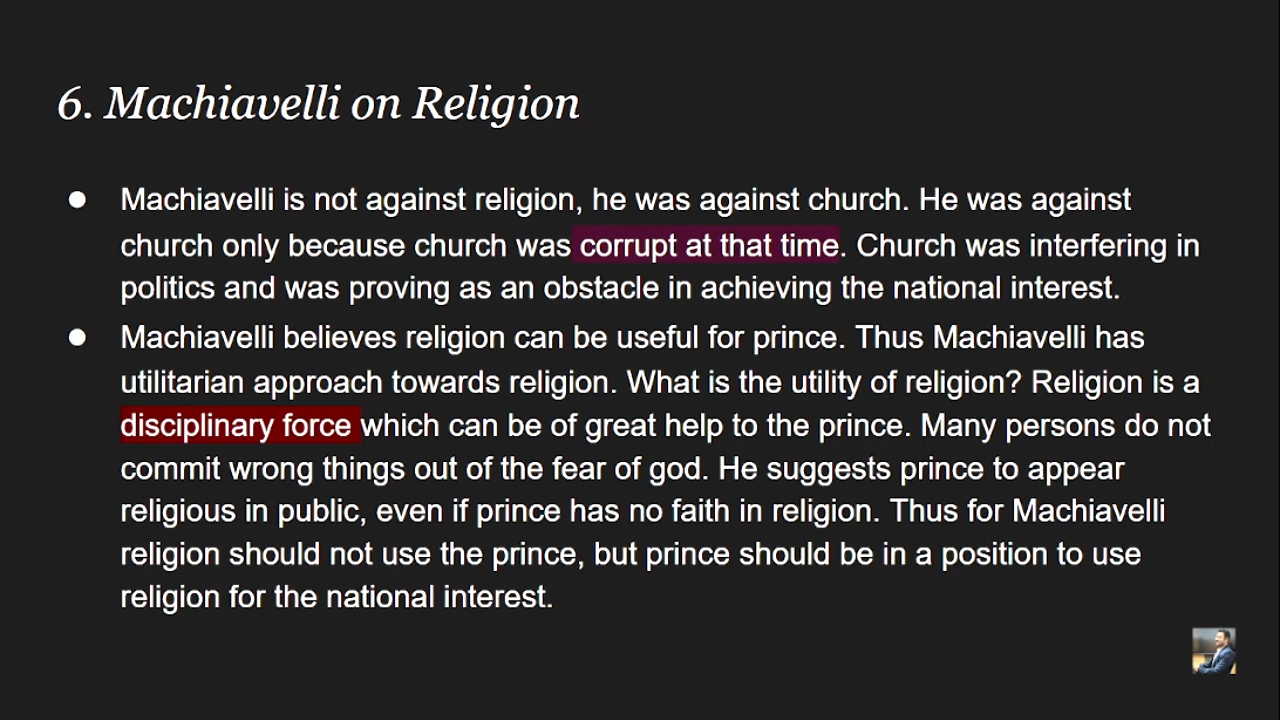 6. Machiavelli on Religion
● Machiavelli is not against religion, he was against church. He was against
church only because church was corrupt at that time. Church was interfering in
politics and was proving as an obstacle in achieving the national interest.
● Machiavelli believes religion can be useful for prince. Thus Machiavelli has
utilitarian approach towards religion. What is the utility of religion? Religion is a
disciplinary force which can be of great help to the prince. Many persons do not
commit wrong things out of the fear of god. He suggests prince to appear
religious in public, even if prince has no faith in religion. Thus for Machiavelli
religion should not use the prince, but prince should be in a position to use
religion for the national interest.